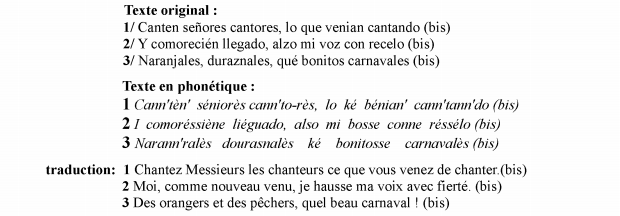 Texte original :
1/ Canten señores cantores, lo que venian cantando (bis)
2/ Y comorecién llegado, alzo mi voz con recelo (bis)
3/ Naranjales, duraznales, qué bonitos carnavales (bis)
Texte en phonétique :
1 Cann'tèn' séniorès cann'to-rès, lo ké bénian' cann'tann'do (bis)
2 I comoréssiène liéguado, also mi bosse conne réssélo (bis)
3 Narann'ralès dourasnalès ké bonitosse carnavalès (bis)
traduction: 1 Chantez Messieurs les chanteurs ce que vous venez de chanter.(bis)
2 Moi, comme nouveau venu, je hausse ma voix avec fierté. (bis)
3 Des orangers et des pêchers, quel beau carnaval ! (bis)